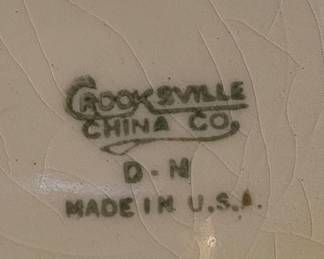 CROOKSVILLE
CHINA CO.
D-N
MADE IN U.S.A.